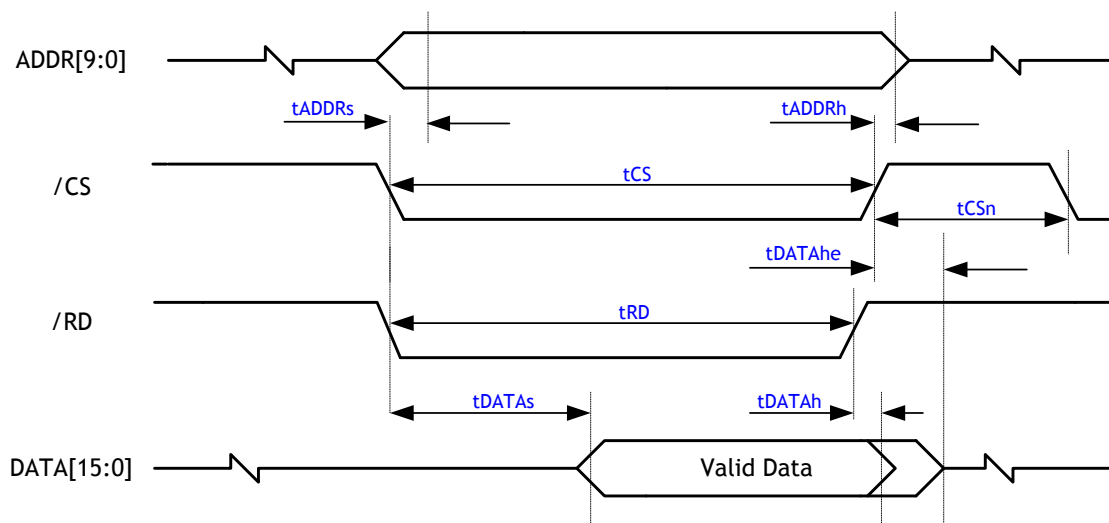 ADDR[9:0]
tADDRs
tADDRh
/CS
tCS
tCSn
tDATAhe
/RD
tRD
tDATAs
tDATAh
DATA[15:0]
Valid Data